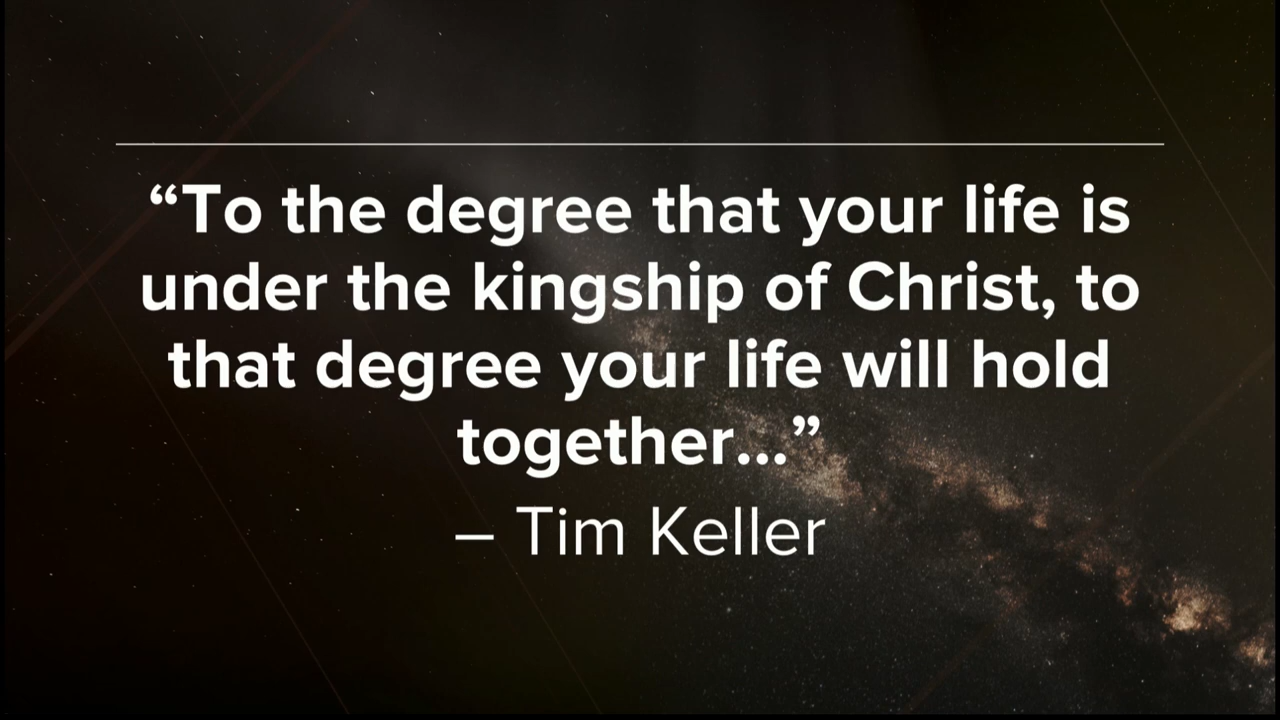 “To the degree that your life is
under the kingship of Christ, to
that degree your life will hold
together...”
– Tim Keller